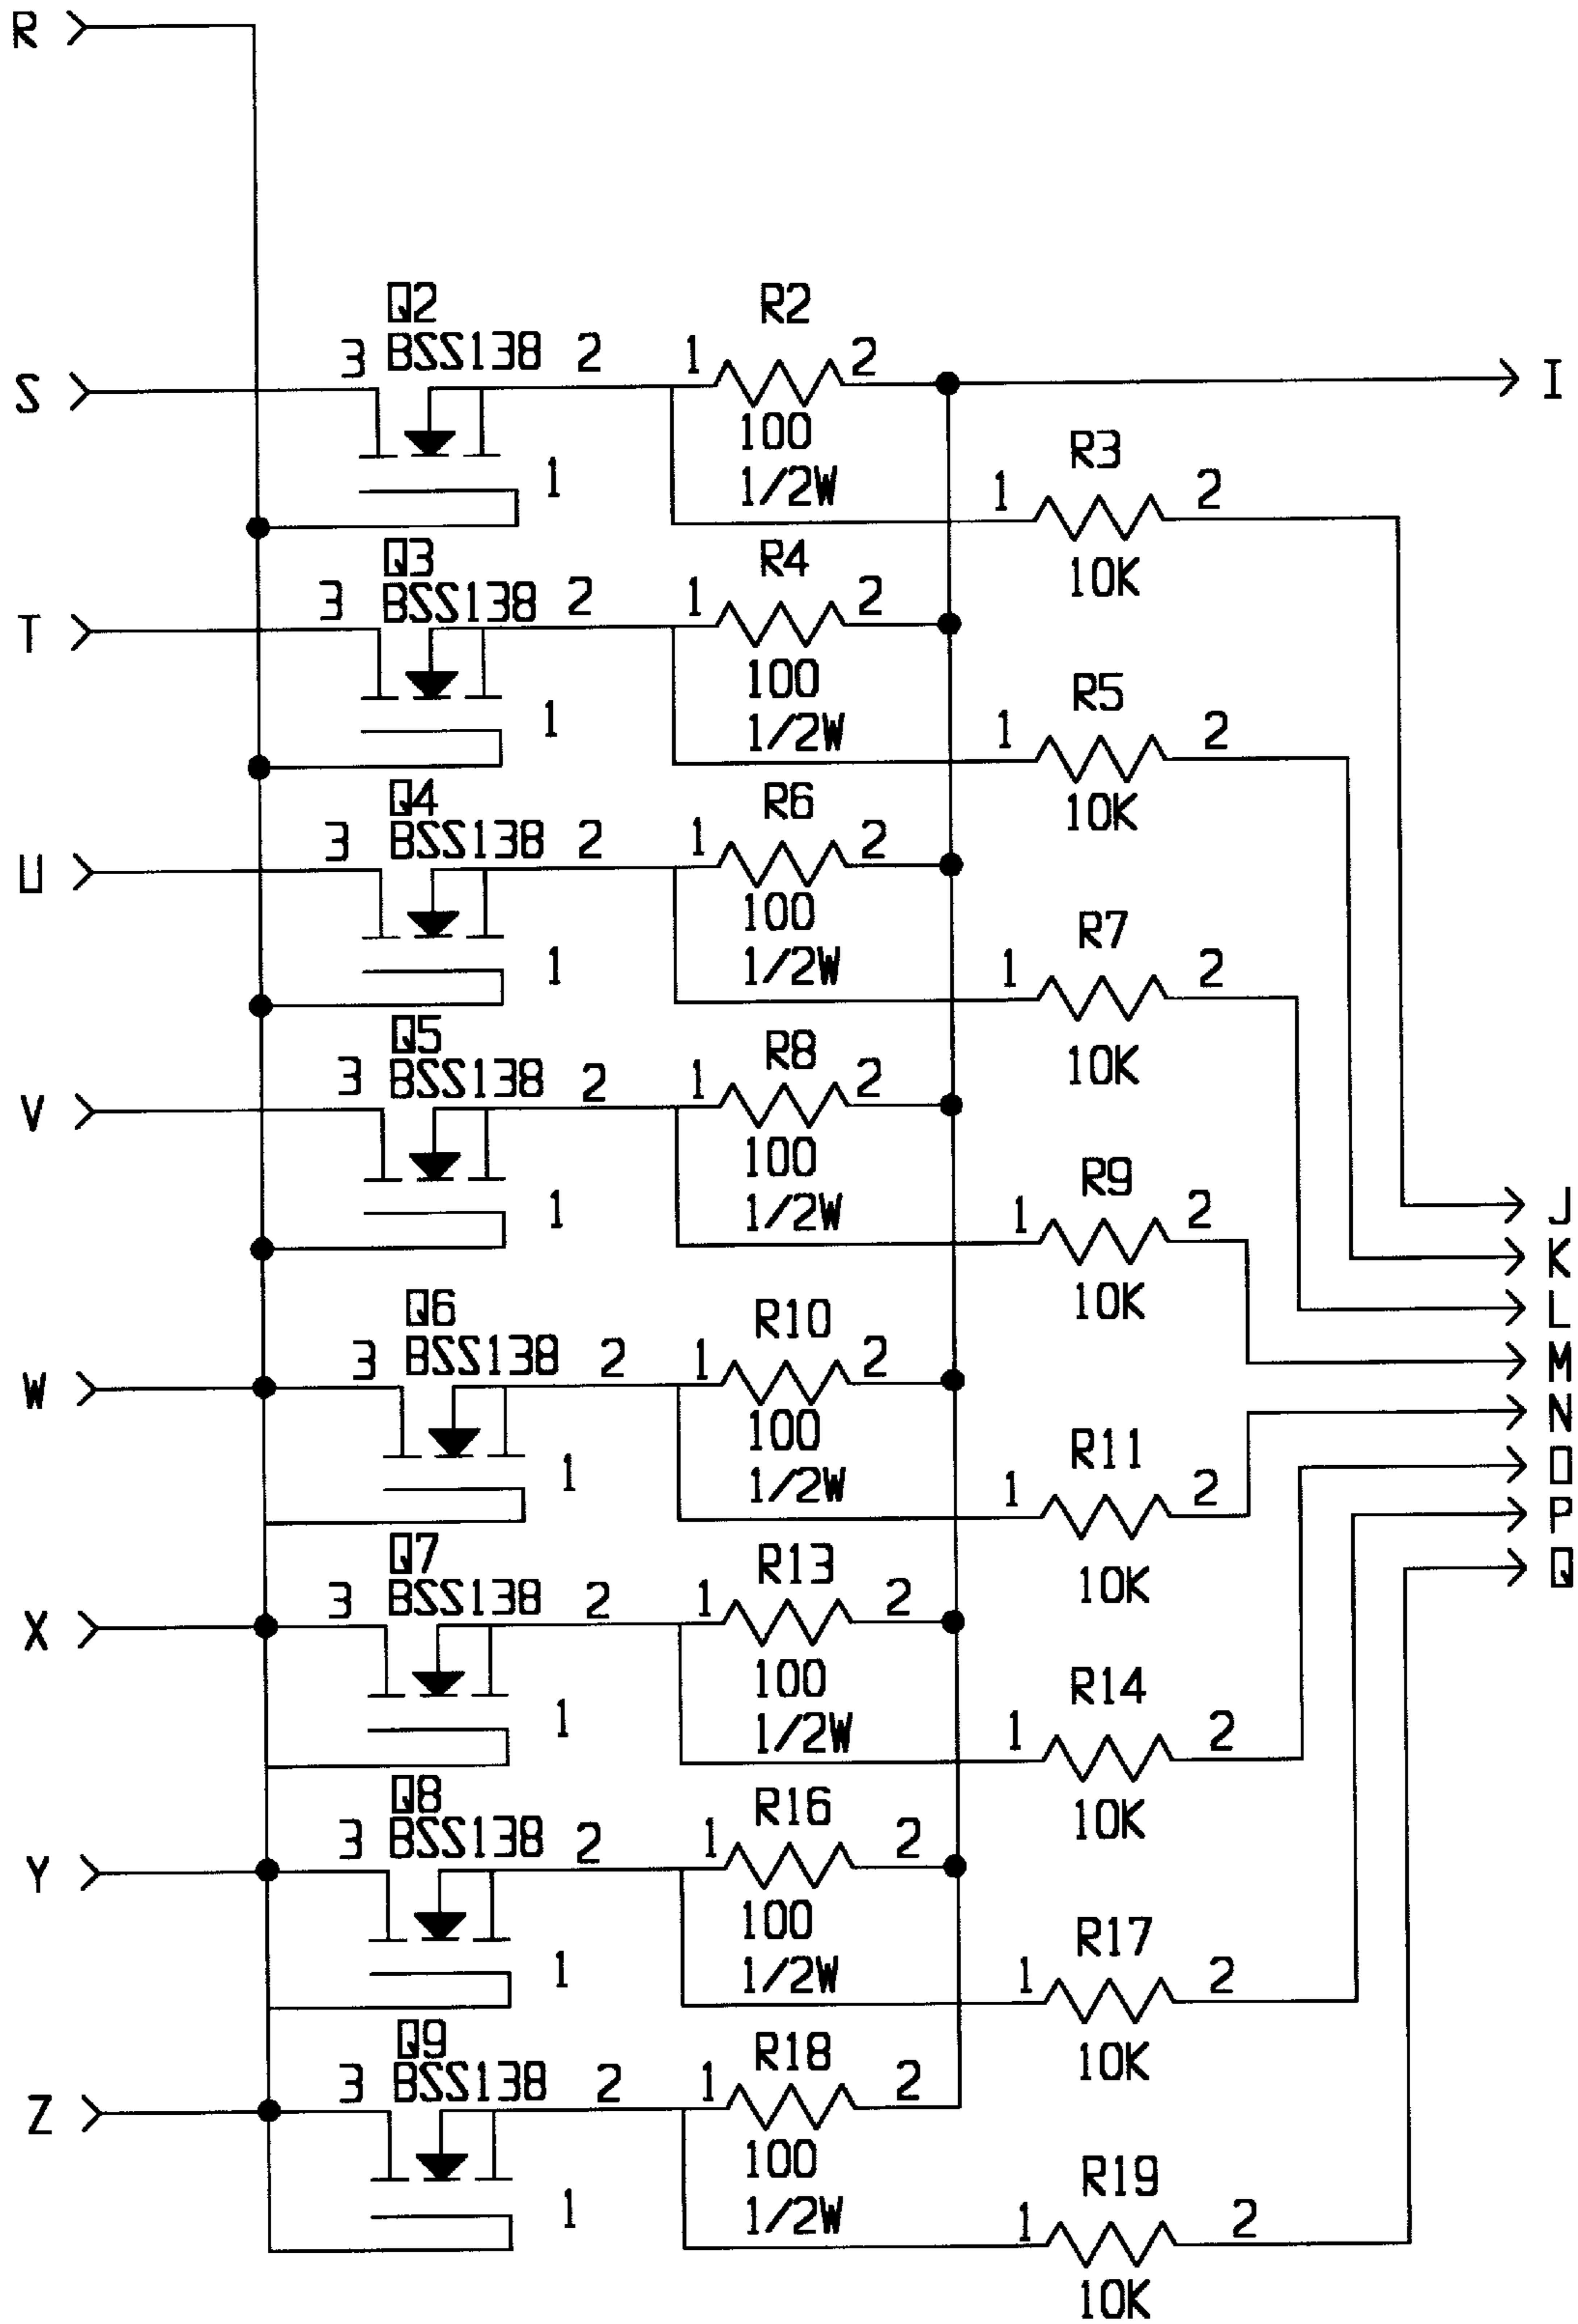 R
Q2
R2
3 BSS138 2 1 2
S I
100
R3
1/2W
1 1 2
Q3
R4
10K
3 BSS138 2 1 2
T
100
R5
1/2W
1 1 2
Q4
R6
10K
3 BSS138 2 1 2
U
100
R7
1/2W
1 1 2
Q5
R8
10K
3 BSS138 2 1 2
V
100
R9
1/2W
1 1 2
J
K
10K
L
Q6
R10
3 BSS138 2 1 2
M
W
N
100
R11
O
1/2W
1 1 2
P
Q7
R13
Q
10K
3 BSS138 2 1 2
X
100
R14
1/2W
1 1 2
Q8
R16
10K
3 BSS138 2 1 2
Y
100
R17
1/2W
1 1 2
Q9
R18
10K
3 BSS138 2 1 2
Z
100
R19
1/2W
1 1 2
10K